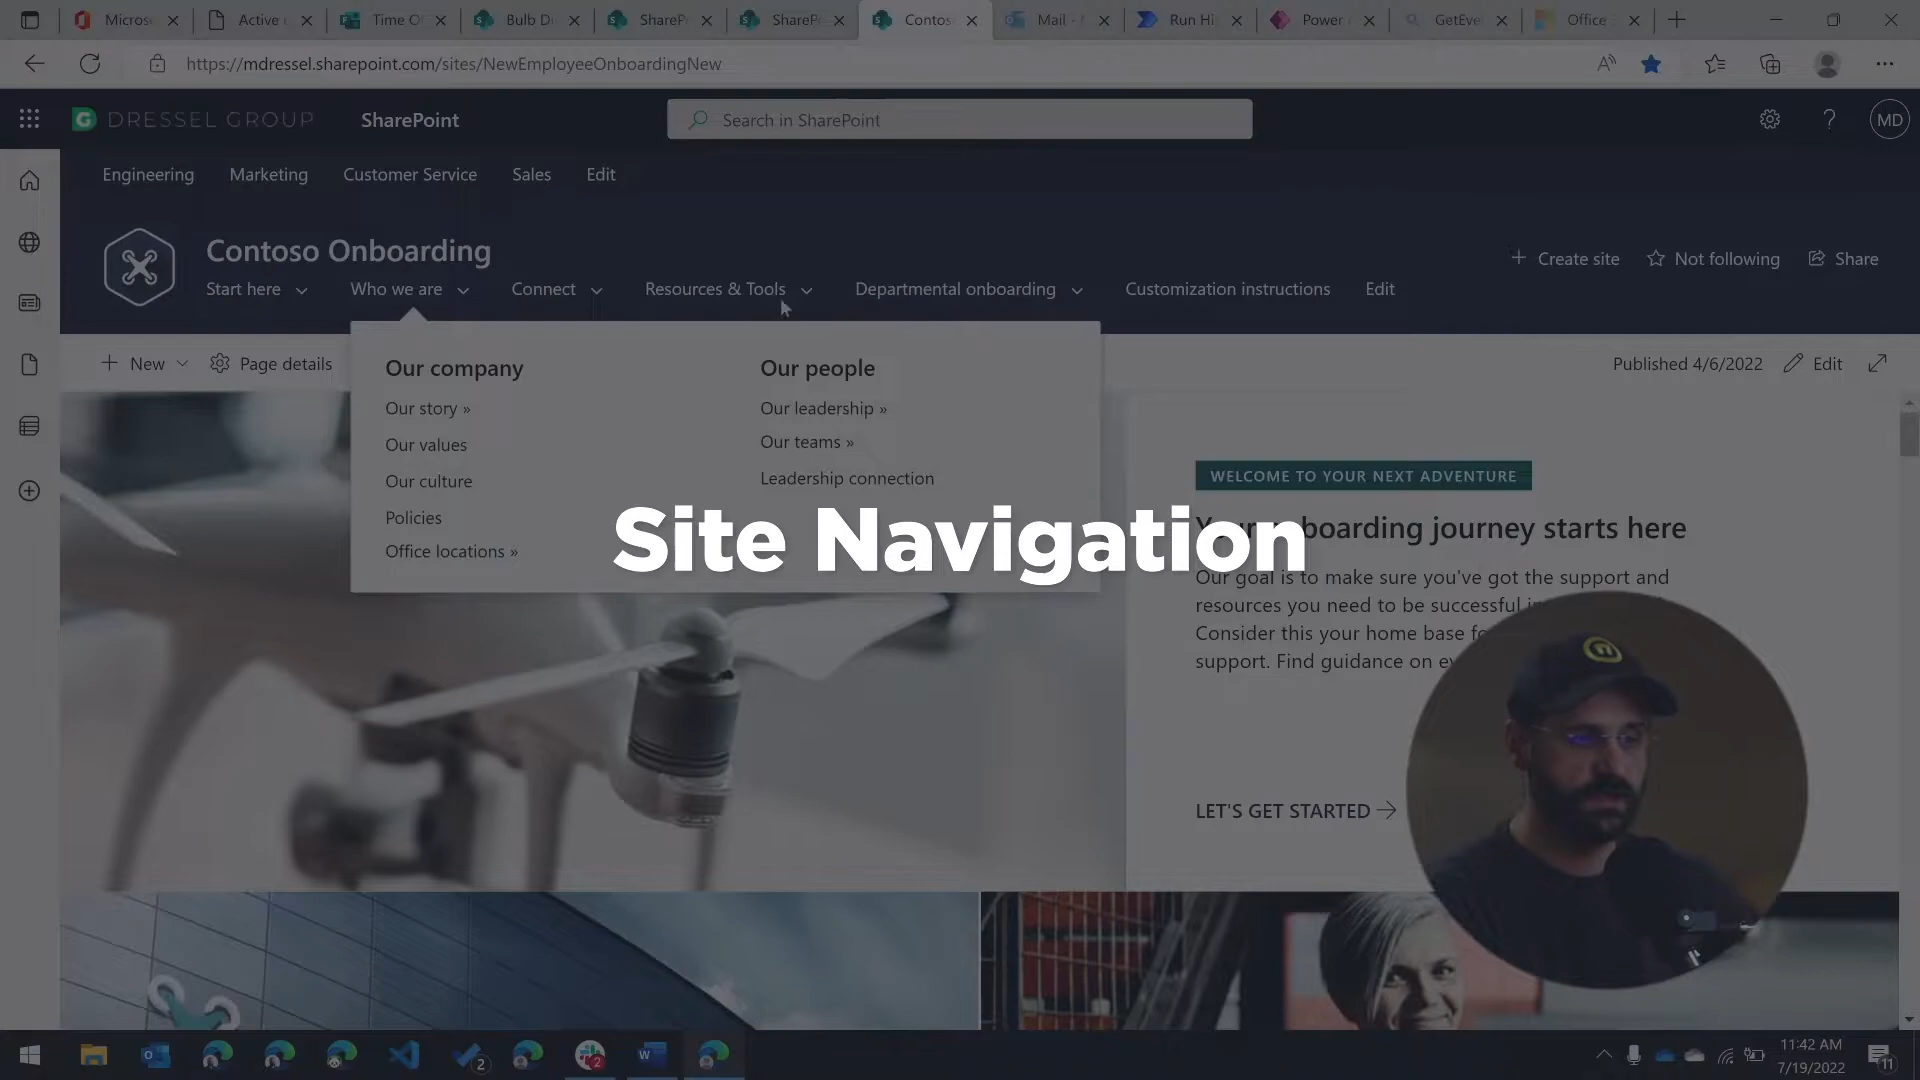 Micros
Active
Time O
Bulb Di
ShareP
ShareP
Contos
Mail -
Run Hi
Power
GetEve
Office
https://mdressel.sharepoint.com/sites/NewEmployeeOnboardingNew
DRESSEL GROUP
SharePoint
Search in SharePoint
MD
Engineering
Marketing
Customer Service
Sales
Edit
Contoso Onboarding
Create site
Not following
Share
Start here
Who we are
Connect
Resources & Tools
Departmental onboarding
Customization instructions
Edit
New
Page details
Published 4/6/2022
Edit
Our company
Our story »
Our values
Our culture
Policies
Office locations »
Our people
Our leadership »
Our teams »
Leadership connection
Site Navigation
WELCOME TO YOUR NEXT ADVENTURE
onboarding journey starts here
Our goal is to make sure you've got the support and
resources you need to be successful
Consider this your home base
support. Find guidance on
LET'S GET STARTED
2
2
11:42 AM
7/19/2022
11